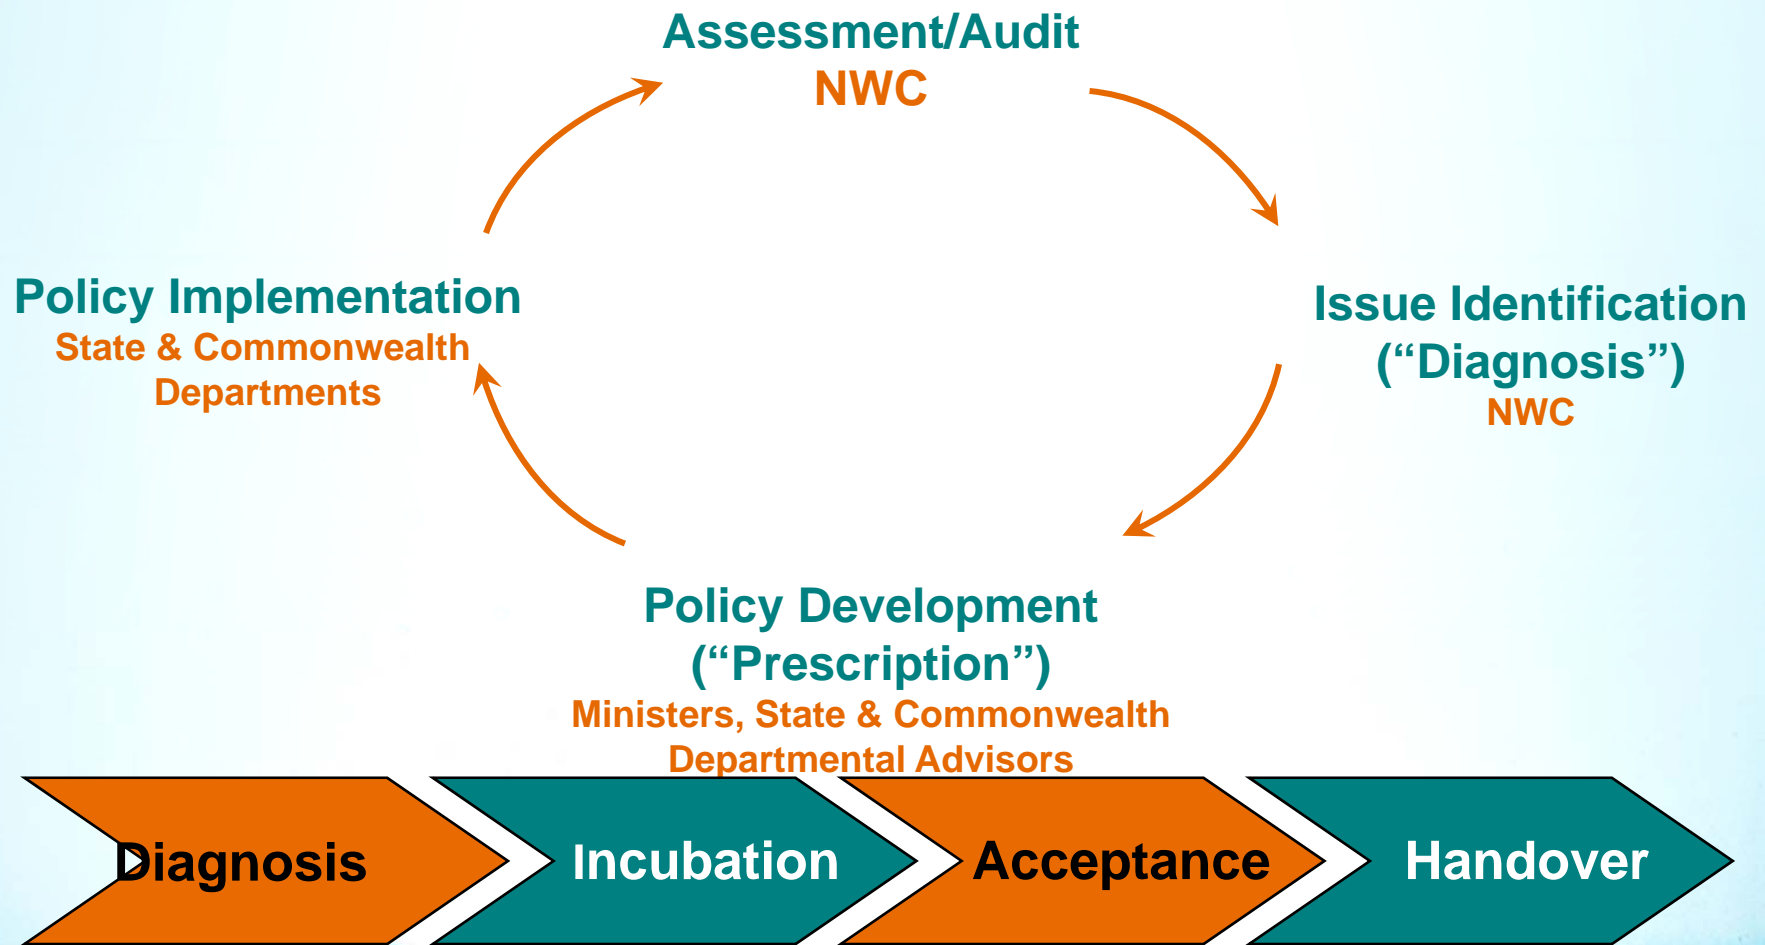 Assessment/Audit
NWC
Policy Implementation
State & Commonwealth
Departments
Issue Identification
(“Diagnosis”)
NWC
Policy Development
(“Prescription”)
Ministers, State & Commonwealth
Departmental Advisors
Diagnosis
Incubation
Acceptance
Handover